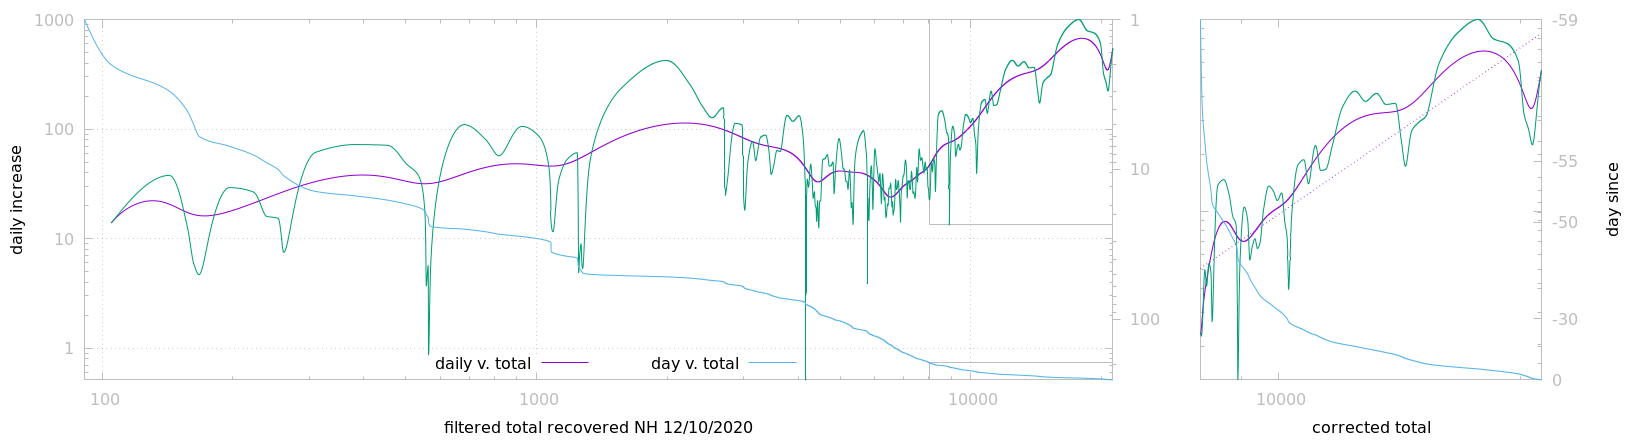 1000
100
10
1
daily increase
100
1000
10000
filtered total recovered NH 12/10/2020
daily v. total
day v. total
1
10
100
10000
corrected total
-59
-55
-50
-30
0
day since